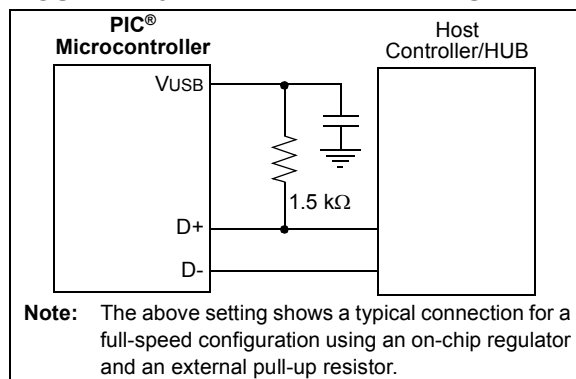 PIC®
Microcontroller
Host
Controller/HUB
VUSB
1.5 kΩ
D+
D-
Note: The above setting shows a typical connection for a
full-speed configuration using an on-chip regulator
and an external pull-up resistor.